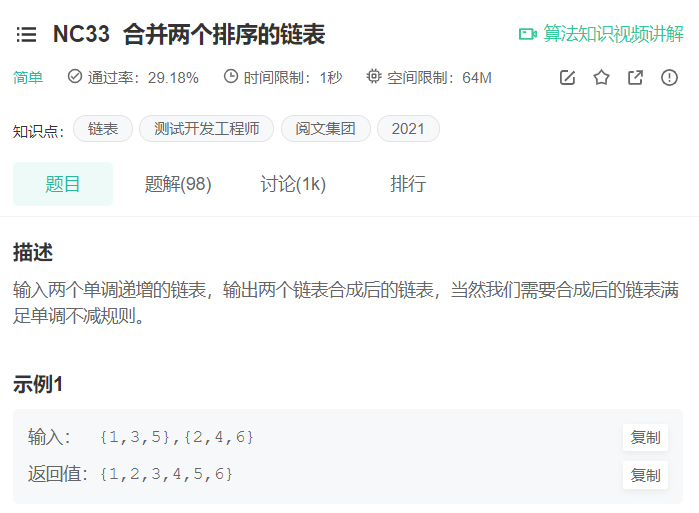 NC33 合并两个排序的链表 算法知识视频讲解
简单 通过率：29.18% 时间限制：1秒 空间限制：64M
知识点： 链表 测试开发工程师 阅文集团 2021
题目 题解(98) 讨论(1k) 排行
描述
输入两个单调递增的链表，输出两个链表合成后的链表，当然我们需要合成后的链表满
足单调不减规则。
示例1
输入： {1,3,5},{2,4,6} 复制
返回值：{1,2,3,4,5,6} 复制